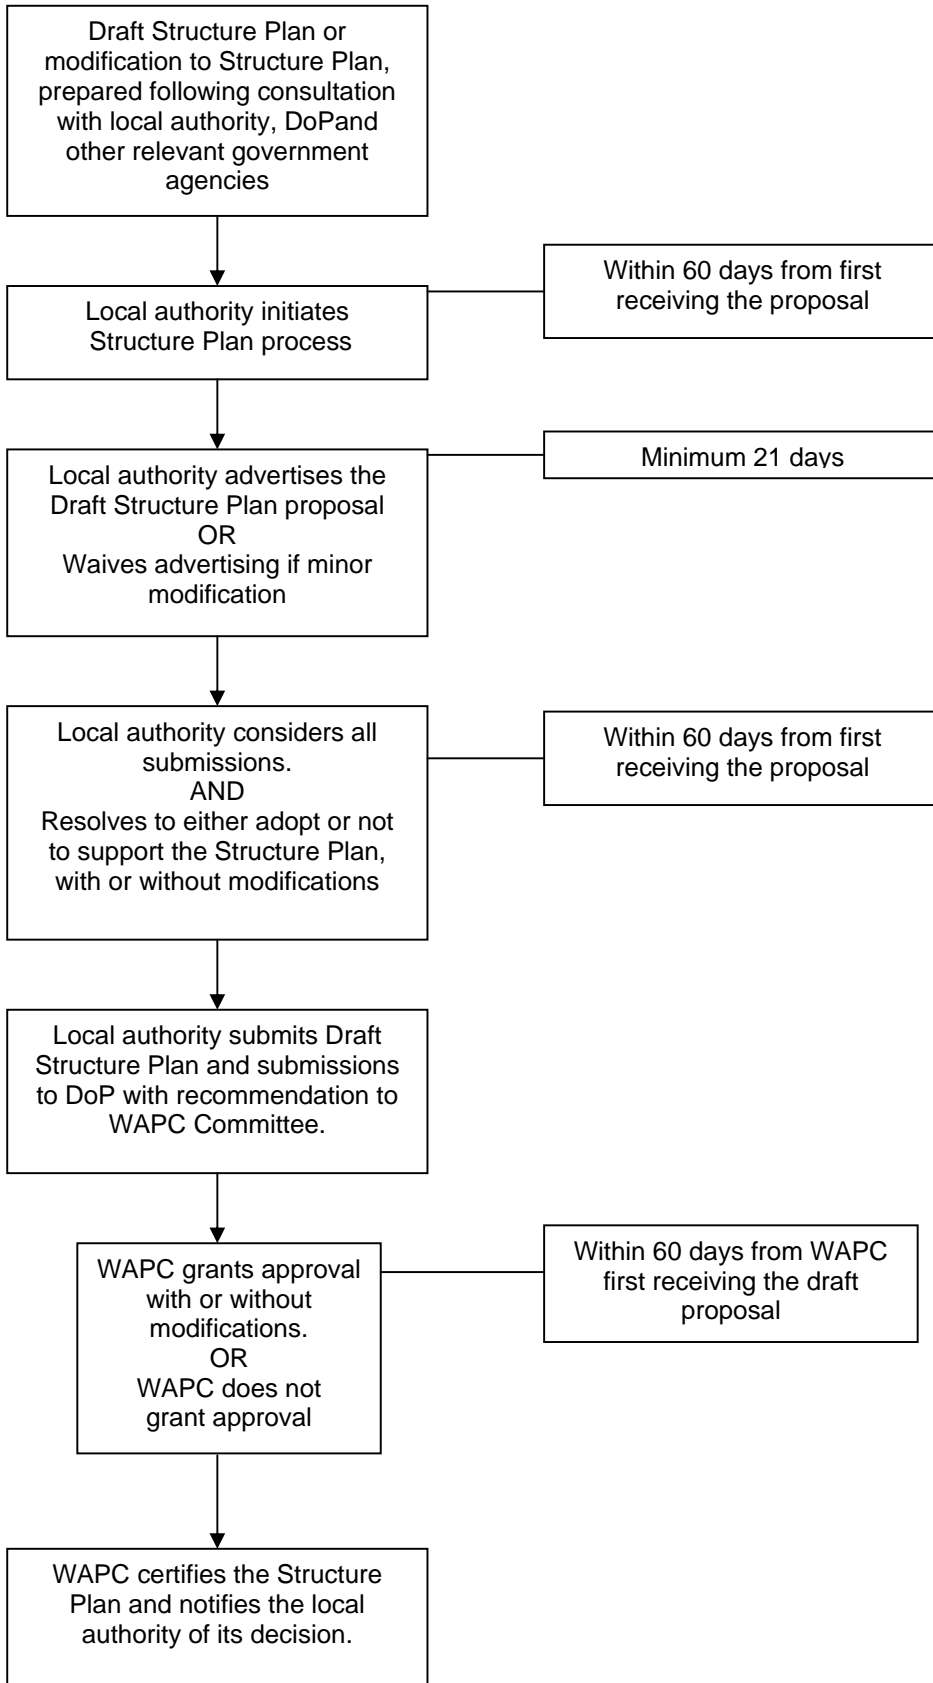 Draft Structure Plan or
modification to Structure Plan,
prepared following consultation
with local authority, DoPand
other relevant government
agencies
Within 60 days from first
receiving the proposal
Local authority initiates
Structure Plan process
Minimum 21 days
Local authority advertises the
Draft Structure Plan proposal
OR
Waives advertising if minor
modification
Local authority considers all
submissions.
AND
Resolves to either adopt or not
to support the Structure Plan,
with or without modifications
Within 60 days from first
receiving the proposal
Local authority submits Draft
Structure Plan and submissions
to DoP with recommendation to
WAPC Committee.
WAPC grants approval
with or without
modifications.
OR
WAPC does not
grant approval
Within 60 days from WAPC
first receiving the draft
proposal
WAPC certifies the Structure
Plan and notifies the local
authority of its decision.